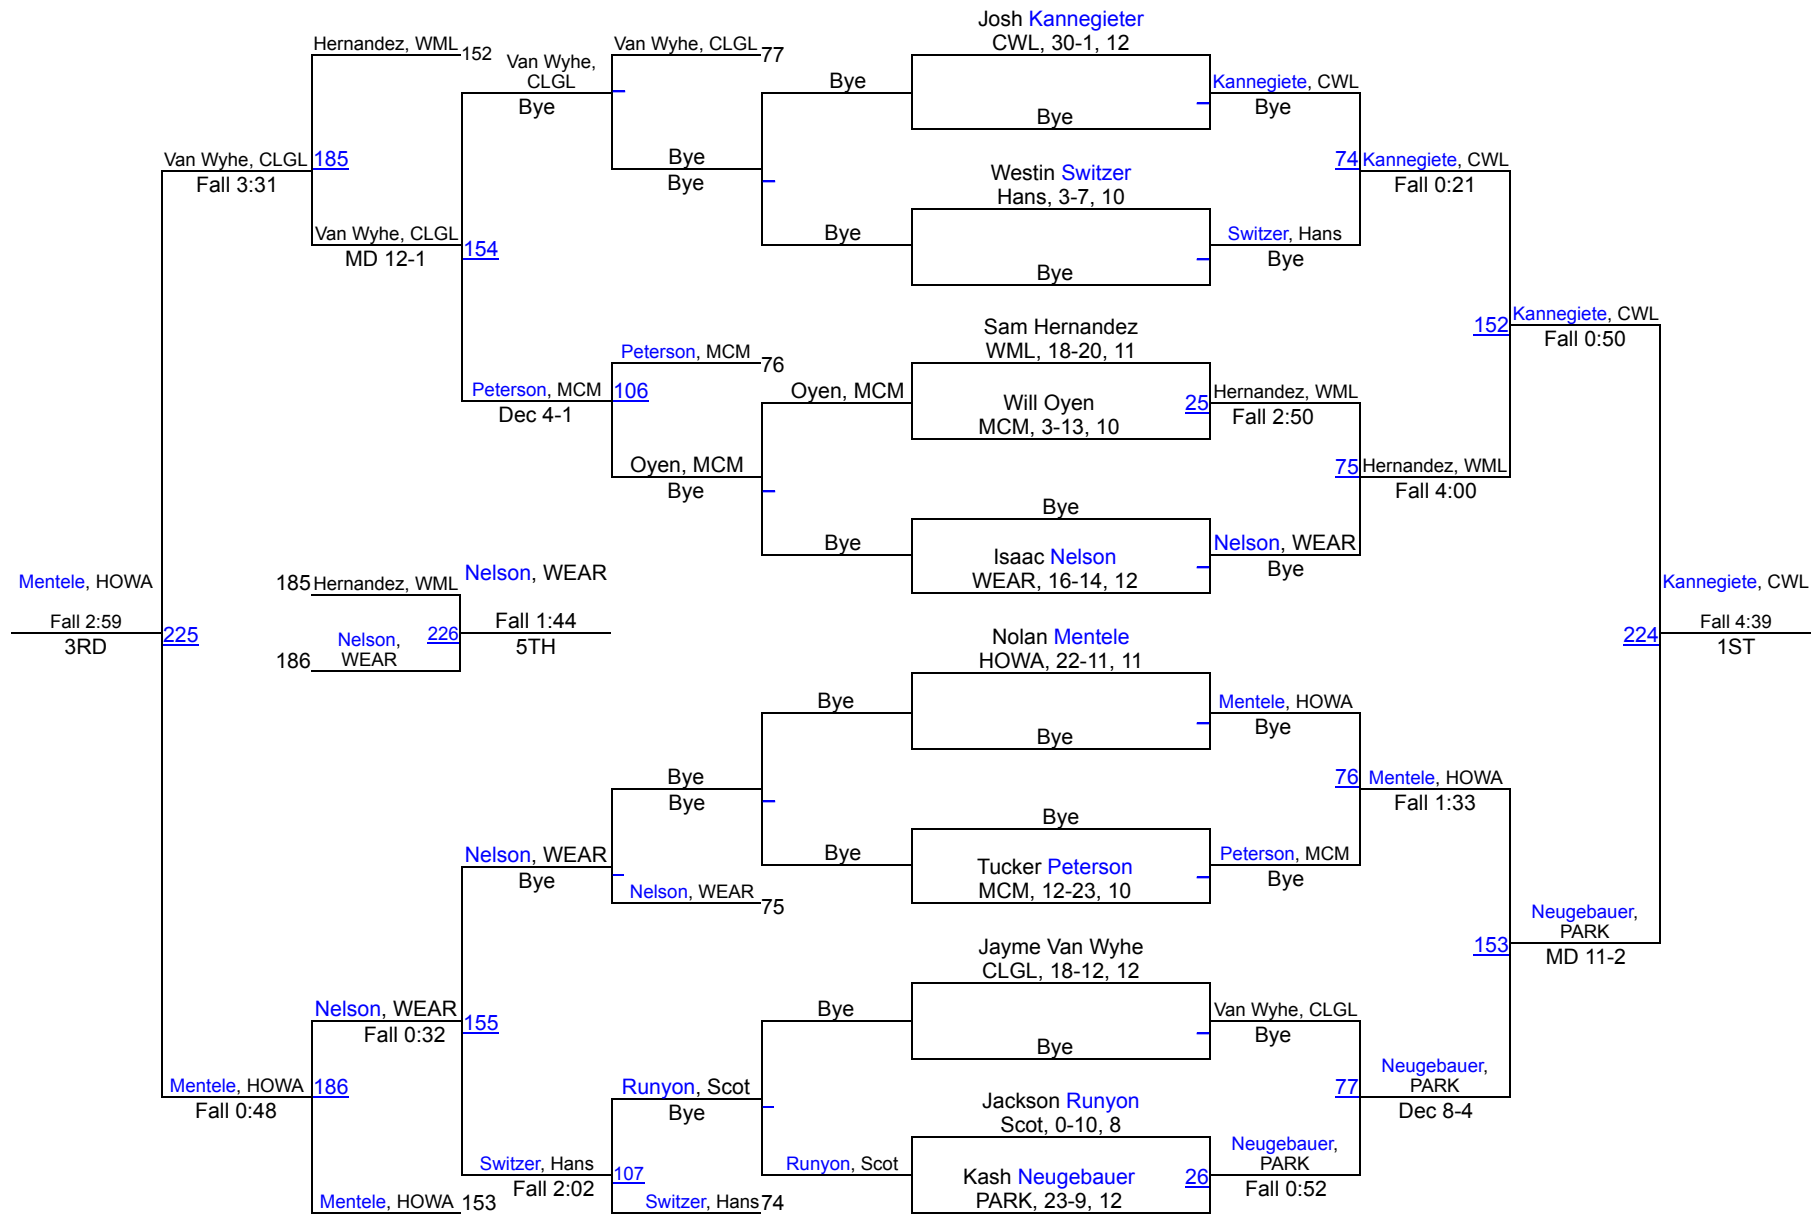 Josh Kannegieter
CWL, 30-1, 12
Hernandez, WML 152
Van Wyhe, CLGL 77
Van Wyhe,
CLGL
Bye
Bye
Kannegiete, CWL
Bye
Bye
Van Wyhe, CLGL 185
Fall 3:31
Bye
Bye
Westin Switzer
Hans, 3-7, 10
74 Kannegiete, CWL
Fall 0:21
Van Wyhe, CLGL 154
MD 12-1
Bye
Switzer, Hans
Bye
Bye
Sam Hernandez
WML, 18-20, 11
152 Kannegiete, CWL
Fall 0:50
Peterson, MCM 76
Peterson, MCM 106
Dec 4-1
Oyen, MCM
Will Oyen
MCM, 3-13, 10
25 Hernandez, WML
Fall 2:50
Oyen, MCM
Bye
75 Hernandez, WML
Fall 4:00
Bye
Bye
Isaac Nelson
WEAR, 16-14, 12
Nelson, WEAR
Bye
Mentele, HOWA
Fall 2:59
3RD
225
185 Hernandez, WML
Nelson, WEAR
186 Nelson,
WEAR
226 Fall 1:44
5TH
Kannegiete, CWL
224 Fall 4:39
1ST
Nolan Mentele
HOWA, 22-11, 11
Bye
Mentele, HOWA
Bye
Bye
Bye
Bye
76 Mentele, HOWA
Fall 1:33
Bye
Nelson, WEAR
Bye
Bye
Tucker Peterson
MCM, 12-23, 10
Peterson, MCM
Bye
Nelson, WEAR 75
Neugebauer,
PARK
153
MD 11-2
Jayme Van Wyhe
CLGL, 18-12, 12
Nelson, WEAR 155
Fall 0:32
Bye
Van Wyhe, CLGL
Bye
Bye
Mentele, HOWA 186
Fall 0:48
Runyon, Scot
Bye
Jackson Runyon
Scot, 0-10, 8
77 Neugebauer,
PARK
Dec 8-4
Switzer, Hans 107
Fall 2:02
Runyon, Scot
Kash Neugebauer
PARK, 23-9, 12
26 Neugebauer,
PARK
Fall 0:52
Mentele, HOWA 153
Switzer, Hans 74